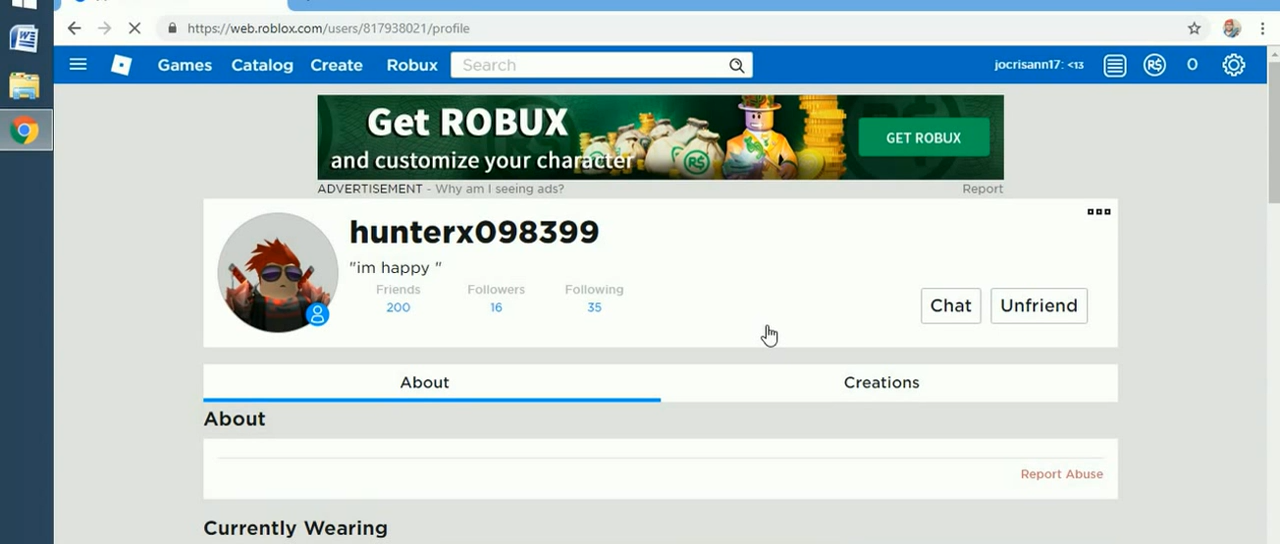 https://web.roblox.com/users/817938021/profile
Games Catalog Create Robux Search jocrisann17: <13 R$ 0
Get ROBUX
and customize your character
R$
GET ROBUX
ADVERTISEMENT - Why am I seeing ads? Report
hunterx098399
"im happy "
Friends Followers Following
200 16 35
Chat Unfriend
About Creations
About
Report Abuse
Currently Wearing